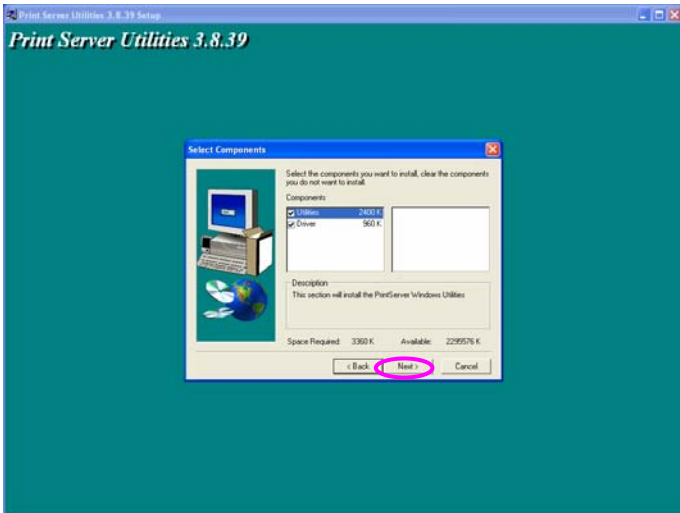 Print Server Utilities 3.8.39 Setup
Print Server Utilities 3.8.39
Select Components
Select the components you want to install, clear the components
you do not want to install.
Components
Utilities 2400 K
Driver 960 K
Description
This section will install the PrintServer Windows Utilities
Space Required: 3360 K Available: 2295576 K
< Back Next > Cancel